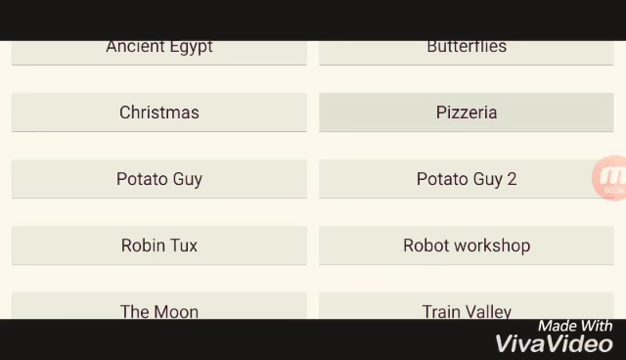 Ancient Egypt
Butterflies
Christmas
Pizzeria
Potato Guy
Potato Guy 2
Robin Tux
Robot workshop
The Moon
Train Valley
Made With
VivaVideo